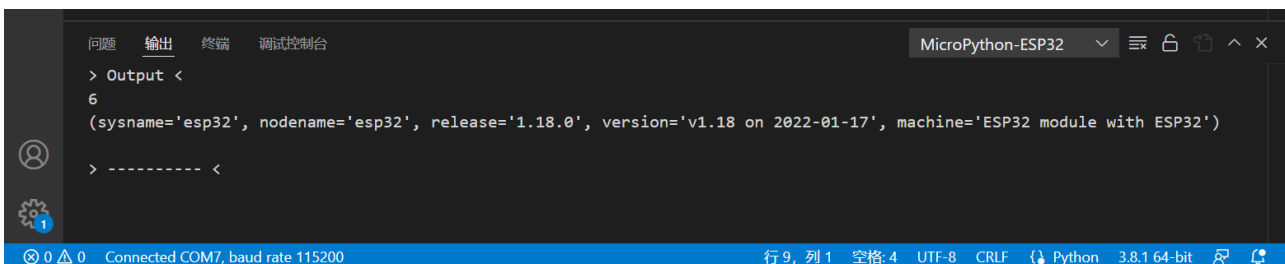 问题 输出 终端 调试控制台 MicroPython-ESP32
> Output <
6
(sysname='esp32', nodename='esp32', release='1.18.0', version='v1.18 on 2022-01-17', machine='ESP32 module with ESP32')
> ---------- <
1
0 0 Connected COM7, baud rate 115200 行 9, 列 1 空格: 4 UTF-8 CRLF Python 3.8.1 64-bit